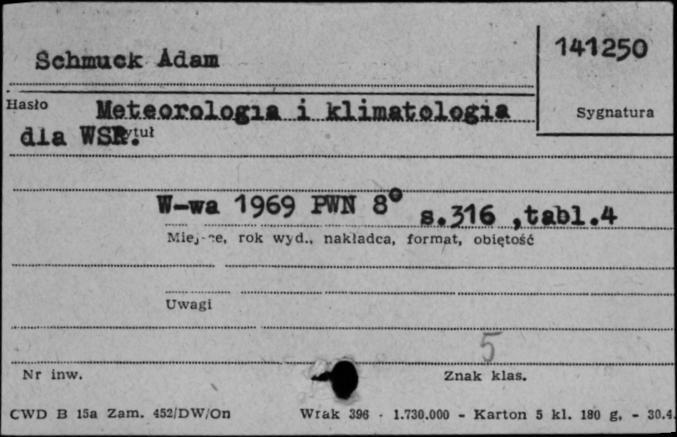 Schmuck Adam
141250
Hasło
Sygnatura
Meteorologia i klimatologia
dla WSR.
W-wa 1969 PWN 8° s.316 ,tabl.4
Miejsce, rok wyd., nakładca, format, objętość
Uwagi
5
Nr inw.
Znak klas.
CWD B 15a Zam. 452/DW/On Wrak 396 - 1.730.000 - Karton 5 kl. 180 g. - 30.4.